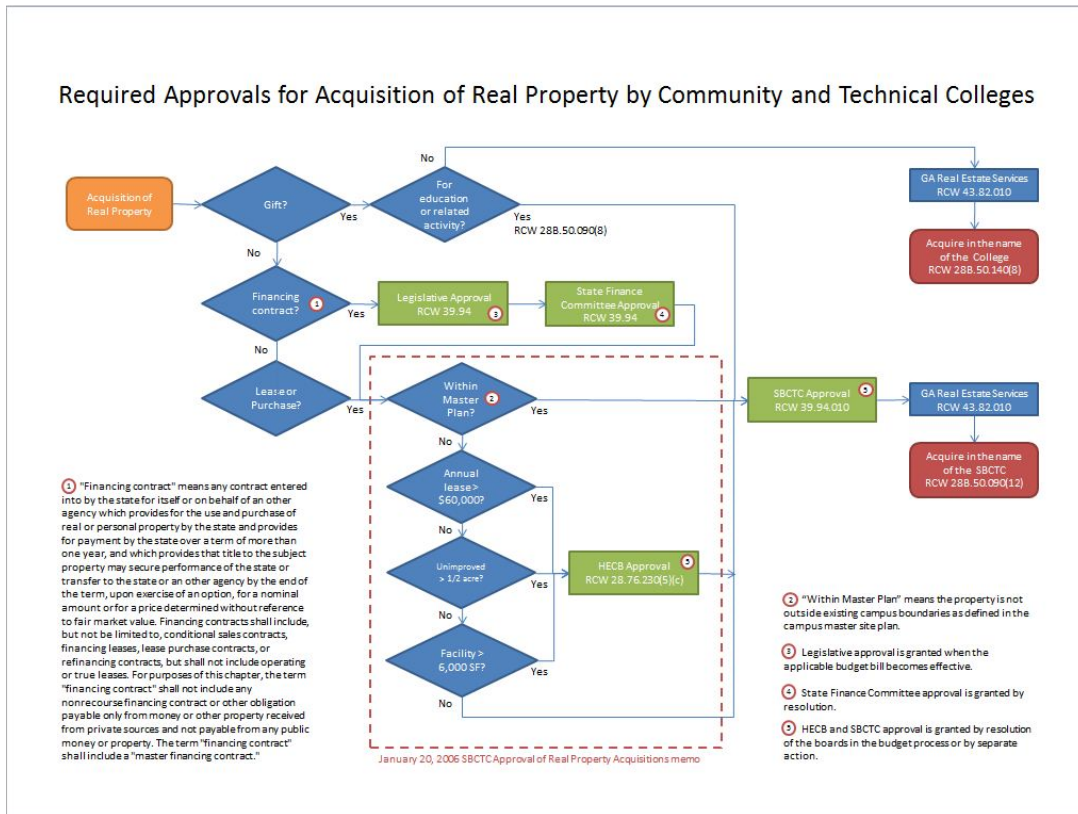 Required Approvals for Acquisition of Real Property by Community and Technical Colleges
Acquisition of
Real Property
Gift?
Yes
No
For
education
or related
activity?
No
Yes
RCW 28B.50.090(8)
GA Real Estate Services
RCW 43.82.010
Acquire in the name
of the College
RCW 28B.50.140(8)
Financing
contract?
1
Yes
No
Legislative Approval
RCW 39.94
3
State Finance
Committee Approval
RCW 39.94
4
Lease or
Purchase?
Yes
Within
Master
Plan?
2
Yes
No
SBCTC Approval
RCW 39.94.010
5
GA Real Estate Services
RCW 43.82.010
Acquire in the name
of the SBCTC
RCW 28B.50.090(12)
Annual
lease >
$60,000?
Yes
No
Unimproved
> 1/2 acre?
Yes
No
HECB Approval
RCW 28.76.230(5)(c)
5
Facility >
6,000 SF?
Yes
No
January 20, 2006 SBCTC Approval of Real Property Acquisitions memo
1 "Financing contract" means any contract entered
into by the state for itself or on behalf of an other
agency which provides for the use and purchase of
real or personal property by the state and provides
for payment by the state over a term of more than
one year, and which provides that title to the subject
property may secure performance of the state or
transfer to the state or an other agency by the end of
the term, upon exercise of an option, for a nominal
amount or for a price determined without reference
to fair market value. Financing contracts shall include,
but not be limited to, conditional sales contracts,
financing leases, lease purchase contracts, or
refinancing contracts, but shall not include operating
or true leases. For purposes of this chapter, the term
"financing contract" shall not include any
nonrecourse financing contract or other obligation
payable only from money or other property received
from private sources and not payable from any public
money or property. The term "financing contract"
shall include a "master financing contract."
2 "Within Master Plan" means the property is not
outside existing campus boundaries as defined in the
campus master site plan.
3 Legislative approval is granted when the
applicable budget bill becomes effective.
4 State Finance Committee approval is granted by
resolution.
5 HECB and SBCTC approval is granted by resolution
of the boards in the budget process or by separate
action.